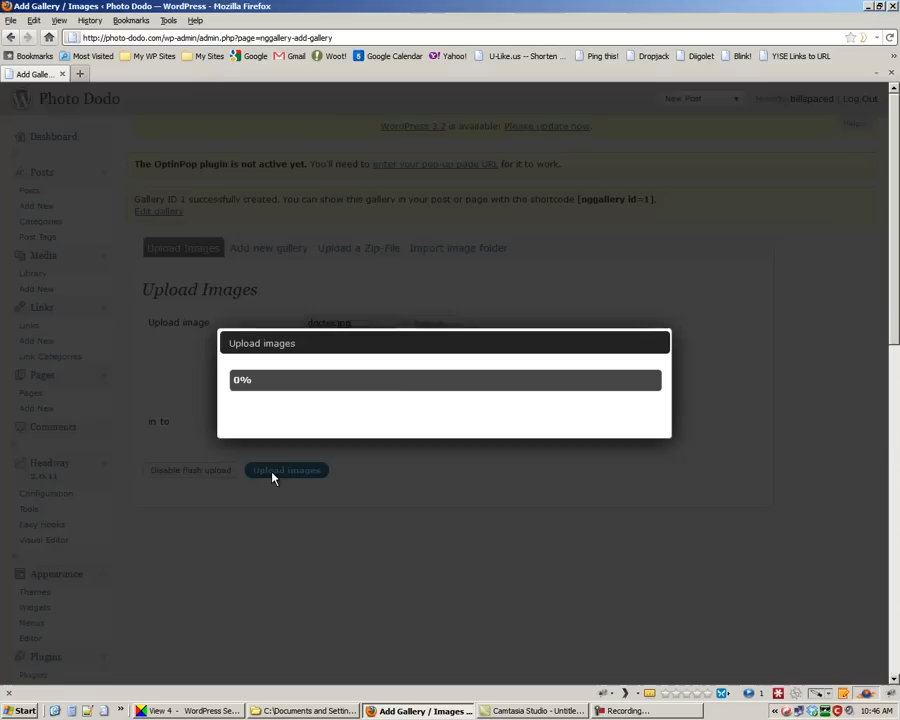 Add Gallery / Images ‹ Photo Dodo — WordPress - Mozilla Firefox
File Edit View History Bookmarks Tools Help
http://photo-dodo.com/wp-admin/admin.php?page=nggallery-add-gallery
Bookmarks Most Visited My WP Sites My Sites Google Gmail Woot! Google Calendar Yahoo! U-Like.us -- Shorten ... Ping this! Dropjack Diigolet Blink! Y!SE Links to URL
Add Galle...
Photo Dodo New Post billspaced | Log Out
WordPress 3.2 is available! Please update now.
Help
The OptinPop plugin is not active yet. You'll need to enter your pop-up page URL for it to work.
Gallery ID 1 successfully created. You can show this gallery in your post or page with the shortcode [nggallery id=1].
Edit gallery
Dashboard
Posts
Posts
Add New
Categories
Post Tags
Media
Library
Add New
Links
Links
Add New
Link Categories
Pages
Pages
Add New
Comments
Headway
2.0.11
Configuration
Tools
Easy Hooks
Visual Editor
Appearance
Themes
Widgets
Menus
Editor
Plugins
Plugins
Upload Images Add new gallery Upload a Zip-File Import image folder
Upload Images
Upload image doctor.jpg
Upload images
0%
in to
Disable flash upload Upload images
1
Start View 4 - WordPress Se... C:\Documents and Settin... Add Gallery / Images ... Camtasia Studio - Untitle... Recording... 10:46 AM